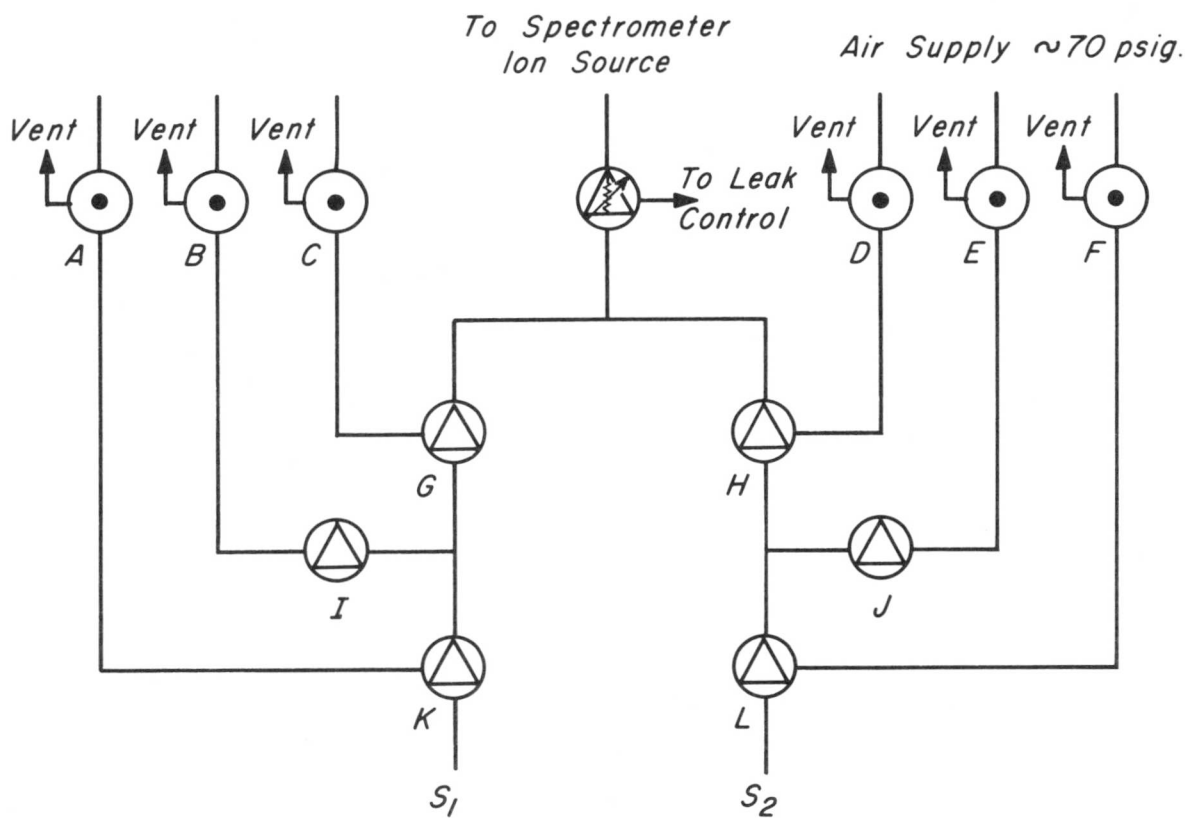 To Spectrometer
Ion Source
Air Supply ~70 psig.
Vent
Vent
Vent
Vent
Vent
Vent
To Leak
Control
A
B
C
D
E
F
G
H
I
J
K
L
S1
S2